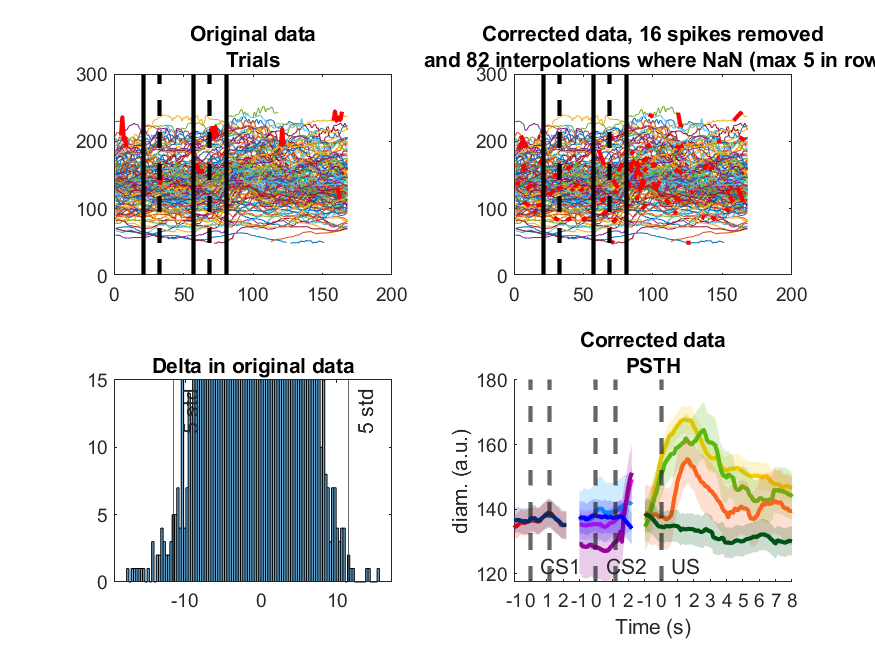 Original data
Trials
300
200
100
0
0 50 100 150 200
Corrected data, 16 spikes removed
and 82 interpolations where NaN (max 5 in row
300
200
100
0
0 50 100 150 200
Delta in original data
15
10
5
0
5 std
5 std
-10 0 10
Corrected data
PSTH
180
160
140
120
diam. (a.u.)
CS1 CS2 US
-1 0 1 2 -1 0 1 2 -1 0 1 2 3 4 5 6 7 8
Time (s)